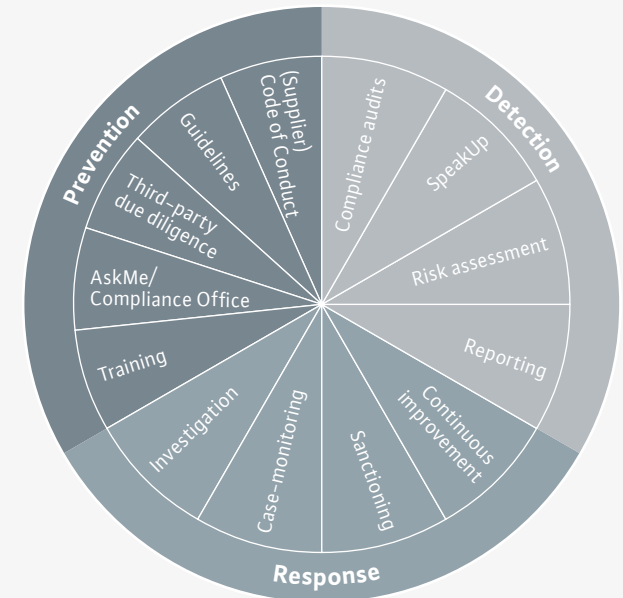 Prevention
(Supplier)
Code of Conduct
Guidelines
Third-party
due diligence
AskMe/
Compliance Office
Training
Detection
Compliance audits
SpeakUp
Risk assessment
Reporting
Response
Continuous
improvement
Sanctioning
Case-monitoring
Investigation